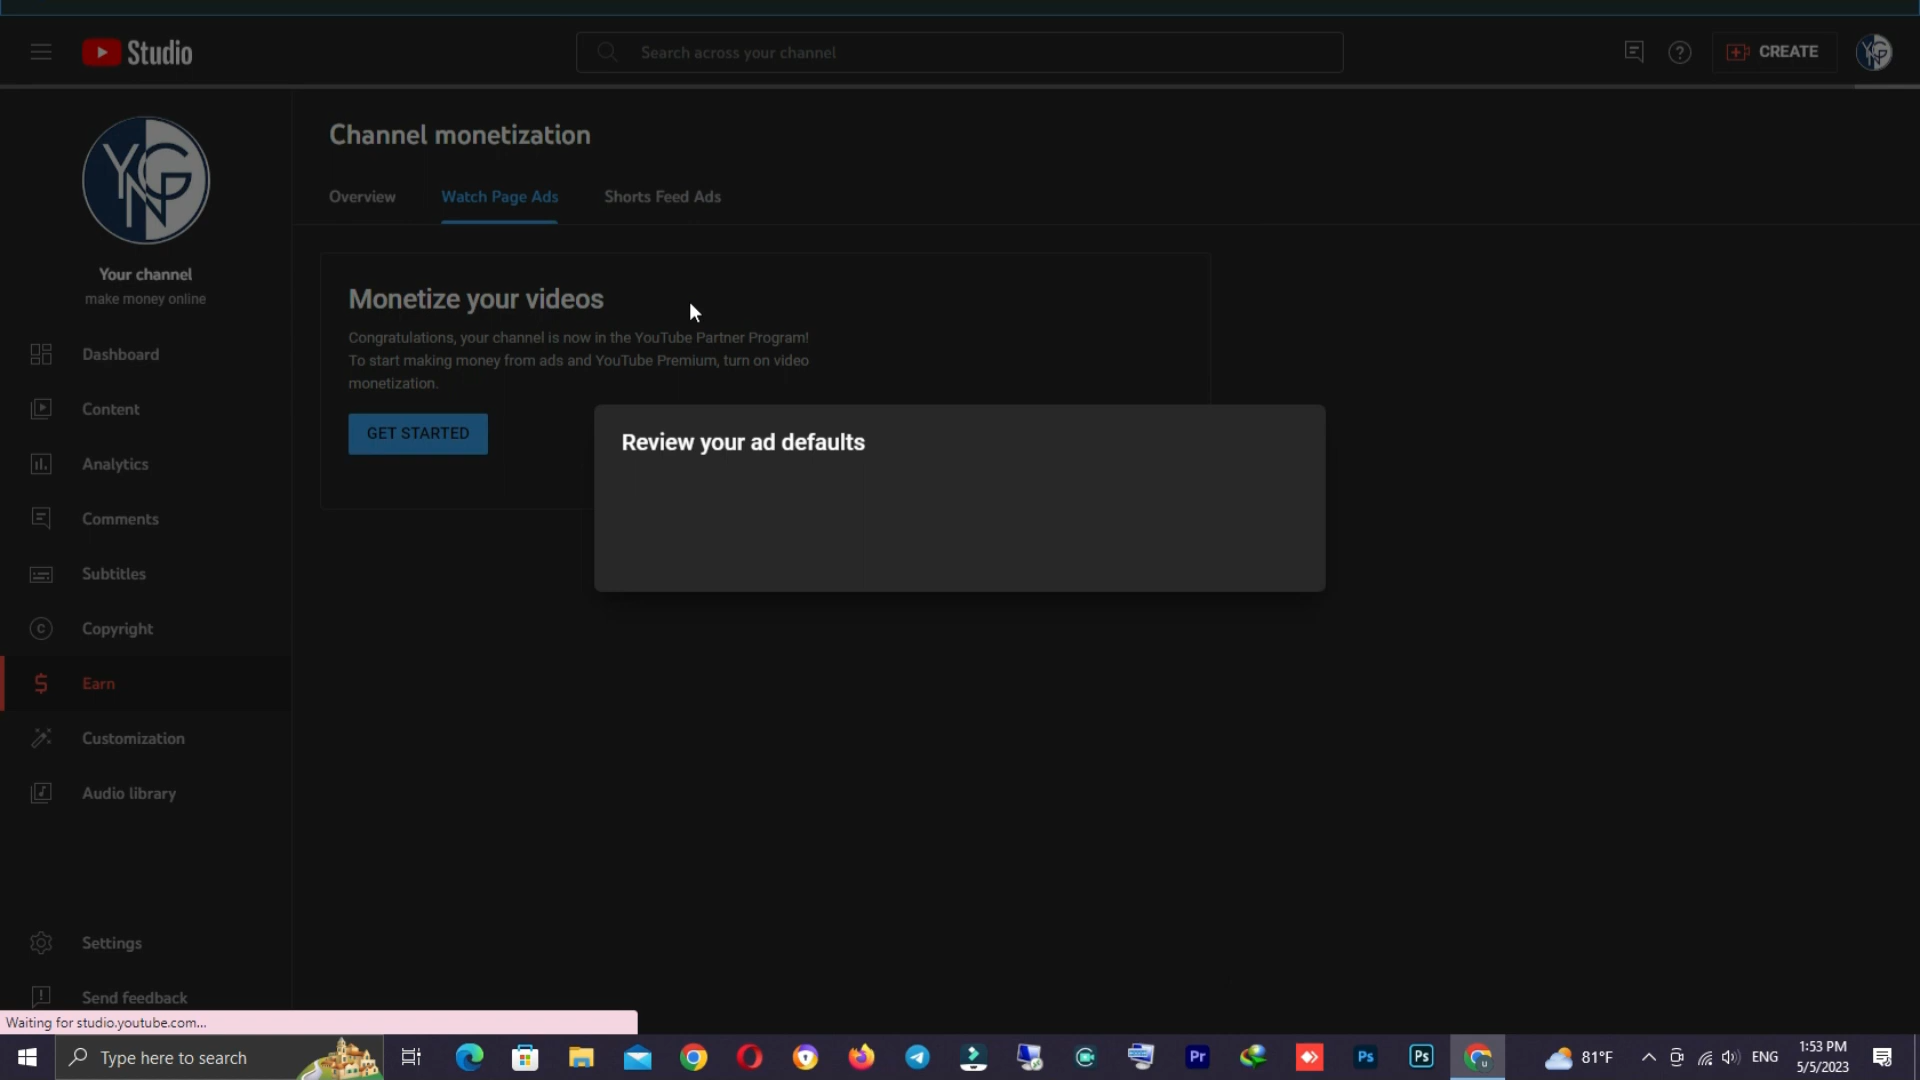 Studio
Search across your channel
CREATE
Your channel
make money online
Dashboard
Content
Analytics
Comments
Subtitles
Copyright
Earn
Customization
Audio library
Settings
Send feedback
Channel monetization
Overview
Watch Page Ads
Shorts Feed Ads
Monetize your videos
Congratulations, your channel is now in the YouTube Partner Program!
To start making money from ads and YouTube Premium, turn on video
monetization.
GET STARTED
Review your ad defaults
Waiting for studio.youtube.com...
Type here to search
Pr
Ps
Ps
81°F
ENG
1:53 PM
5/5/2023